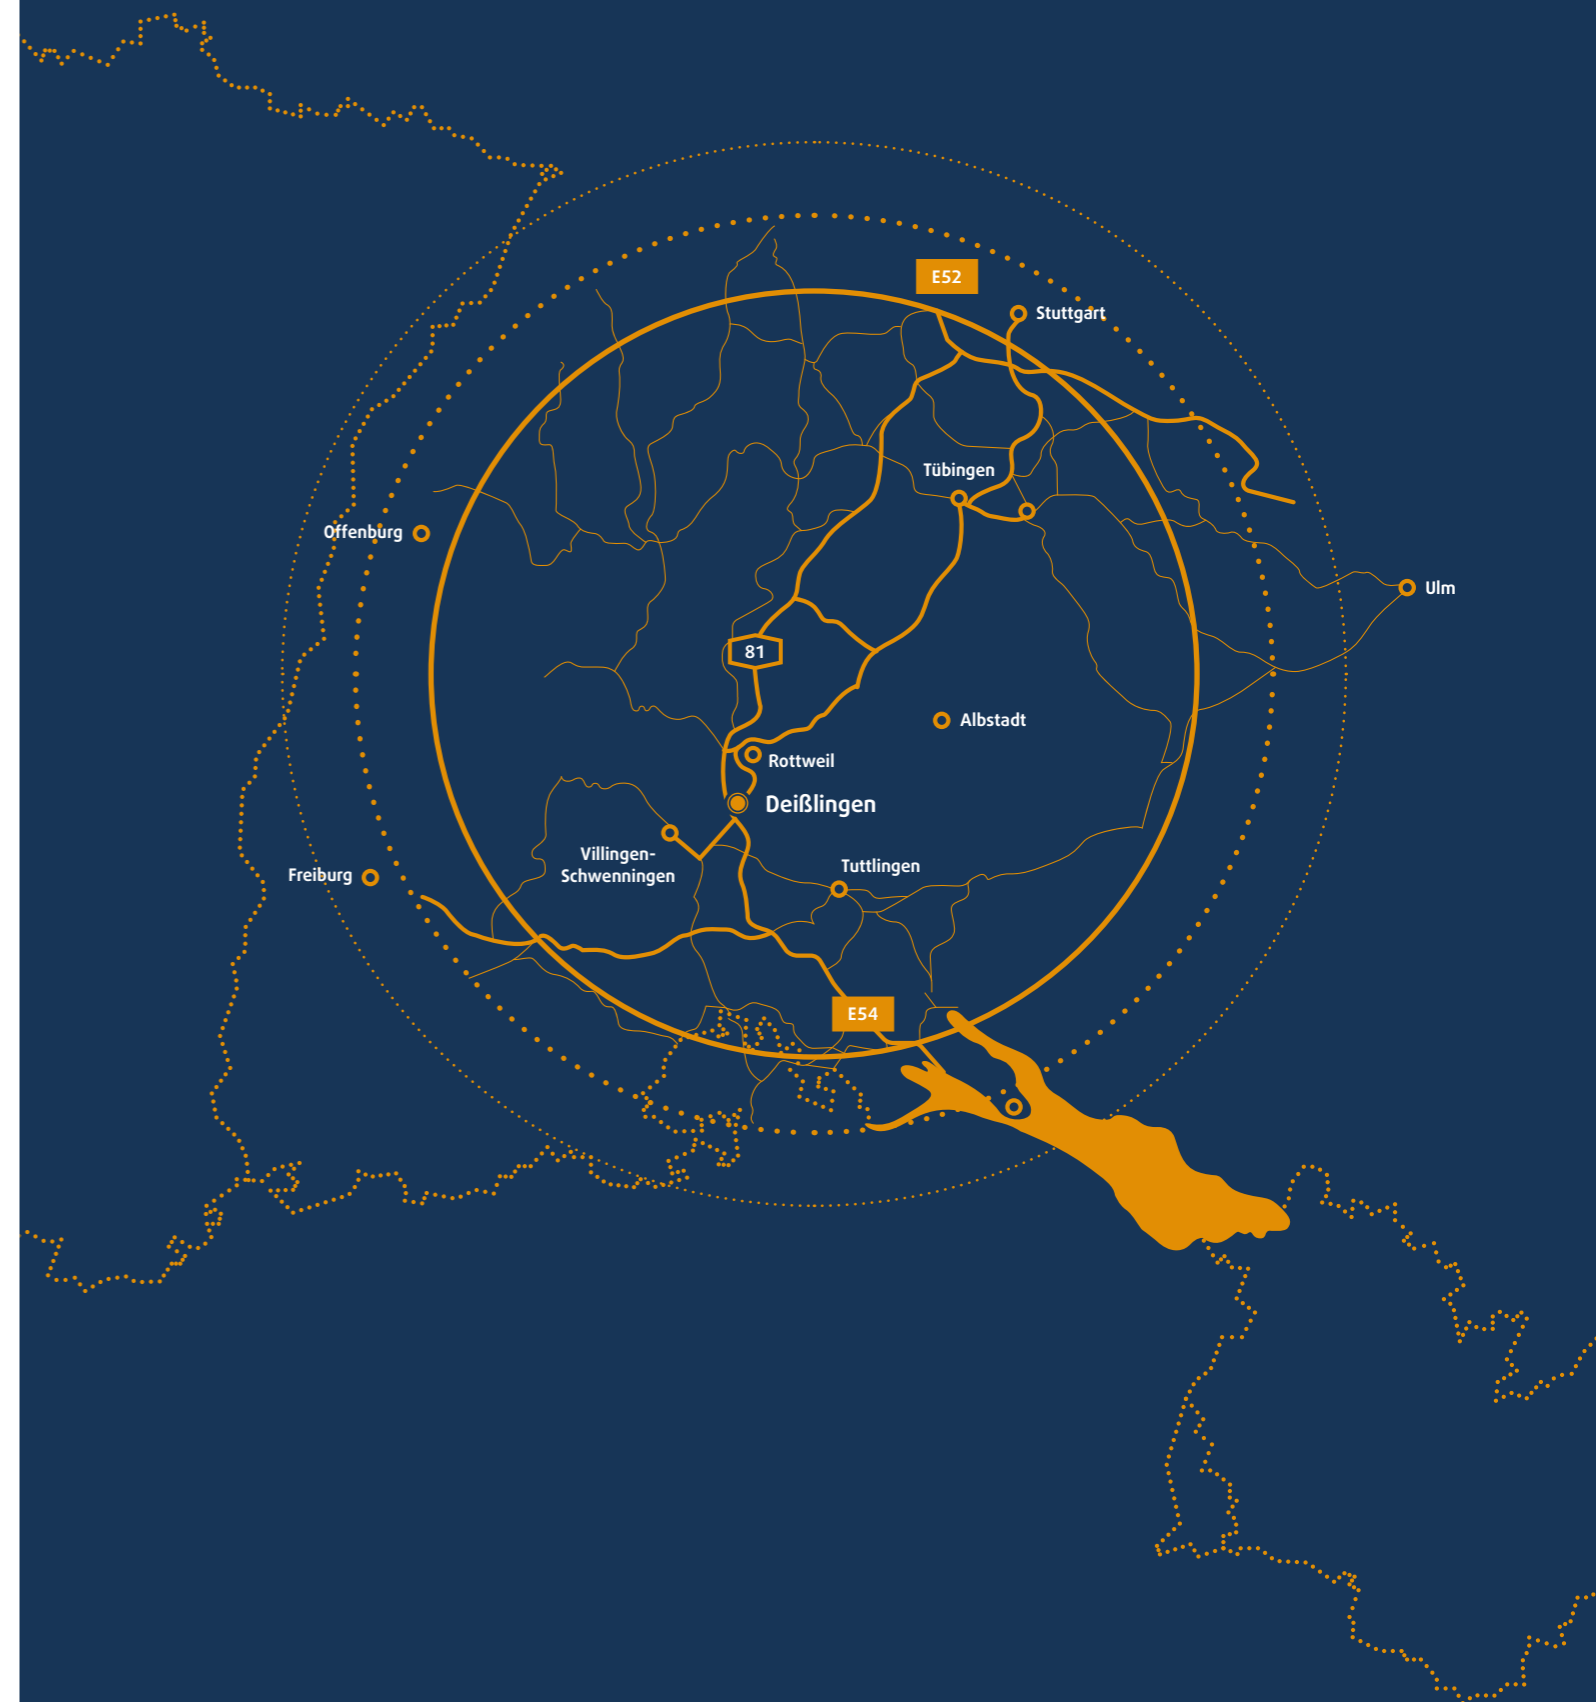 E52
Stuttgart
Tübingen
Offenburg
Ulm
81
Albstadt
Rottweil
Deißlingen
Villingen-
Schwenningen
Tuttlingen
Freiburg
E54